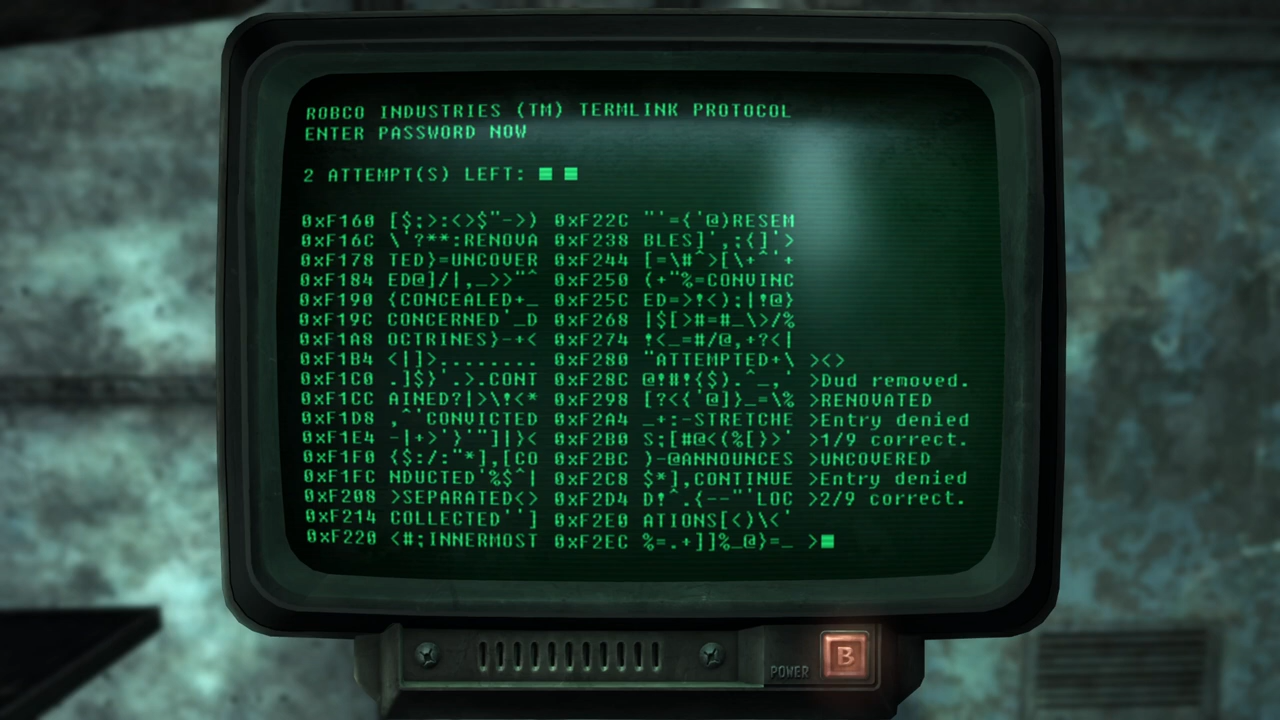 ROBCO INDUSTRIES (TM) TERMLINK PROTOCOL
ENTER PASSWORD NOW
2 ATTEMPT(S) LEFT: ■ ■
0xF160 [$;>:<>$"->) 0xF22C "'={'@)RESEM
0xF16C \'?**:RENOVA 0xF238 BLES]',;{]'>
0xF178 TED}=UNCOVER 0xF244 [=\#^>[\+^'+
0xF184 ED@]/|,_>>"^ 0xF250 (+"%=CONVINC
0xF190 {CONCEALED+_ 0xF25C ED=>!<);|!@}
0xF19C CONCERNED'_D 0xF268 |$[>#=#_\>/%
0xF1A8 OCTRINES}-+< 0xF274 !<_=#/@,+?<|
0xF1B4 <|]>........ 0xF280 "ATTEMPTED+\ ><>
0xF1C0 .]$}'.>.CONT 0xF28C @!#!{$).^_,' >Dud removed.
0xF1CC AINED?|>\!<* 0xF298 [?<{'@]}_=\% >RENOVATED
0xF1D8 ,^'CONVICTED 0xF2A4 _+:-STRETCHE >Entry denied
0xF1E4 -|+>'}'"]|}< 0xF2B0 S;[#@<(%[}>' >1/9 correct.
0xF1F0 {$:/:"*],[CO 0xF2BC )-@ANNOUNCES >UNCOVERED
0xF1FC NDUCTED'%$^| 0xF2C8 $*],CONTINUE >Entry denied
0xF208 >SEPARATED<> 0xF2D4 D!^.{--"'LOC >2/9 correct.
0xF214 COLLECTED''] 0xF2E0 ATIONS[<)\<'
0xF220 <#;INNERMOST 0xF2EC %=.+]]%_@}=_ >■
POWER
B